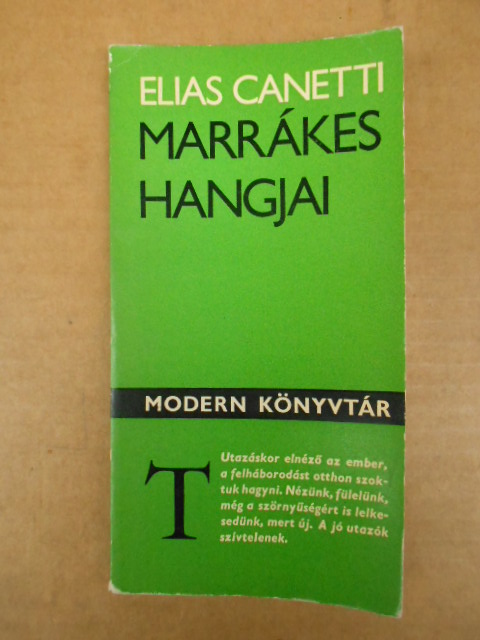 ELIAS CANETTI
MARRÁKES
HANGJAI
MODERN KÖNYVTÁR
T
Utazáskor elnéző az ember,
a felháborodást otthon szok-
tuk hagyni. Nézünk, fülelünk,
még a szörnyűségért is lelke-
sedünk, mert új. A jó utazók
szívtelenek.